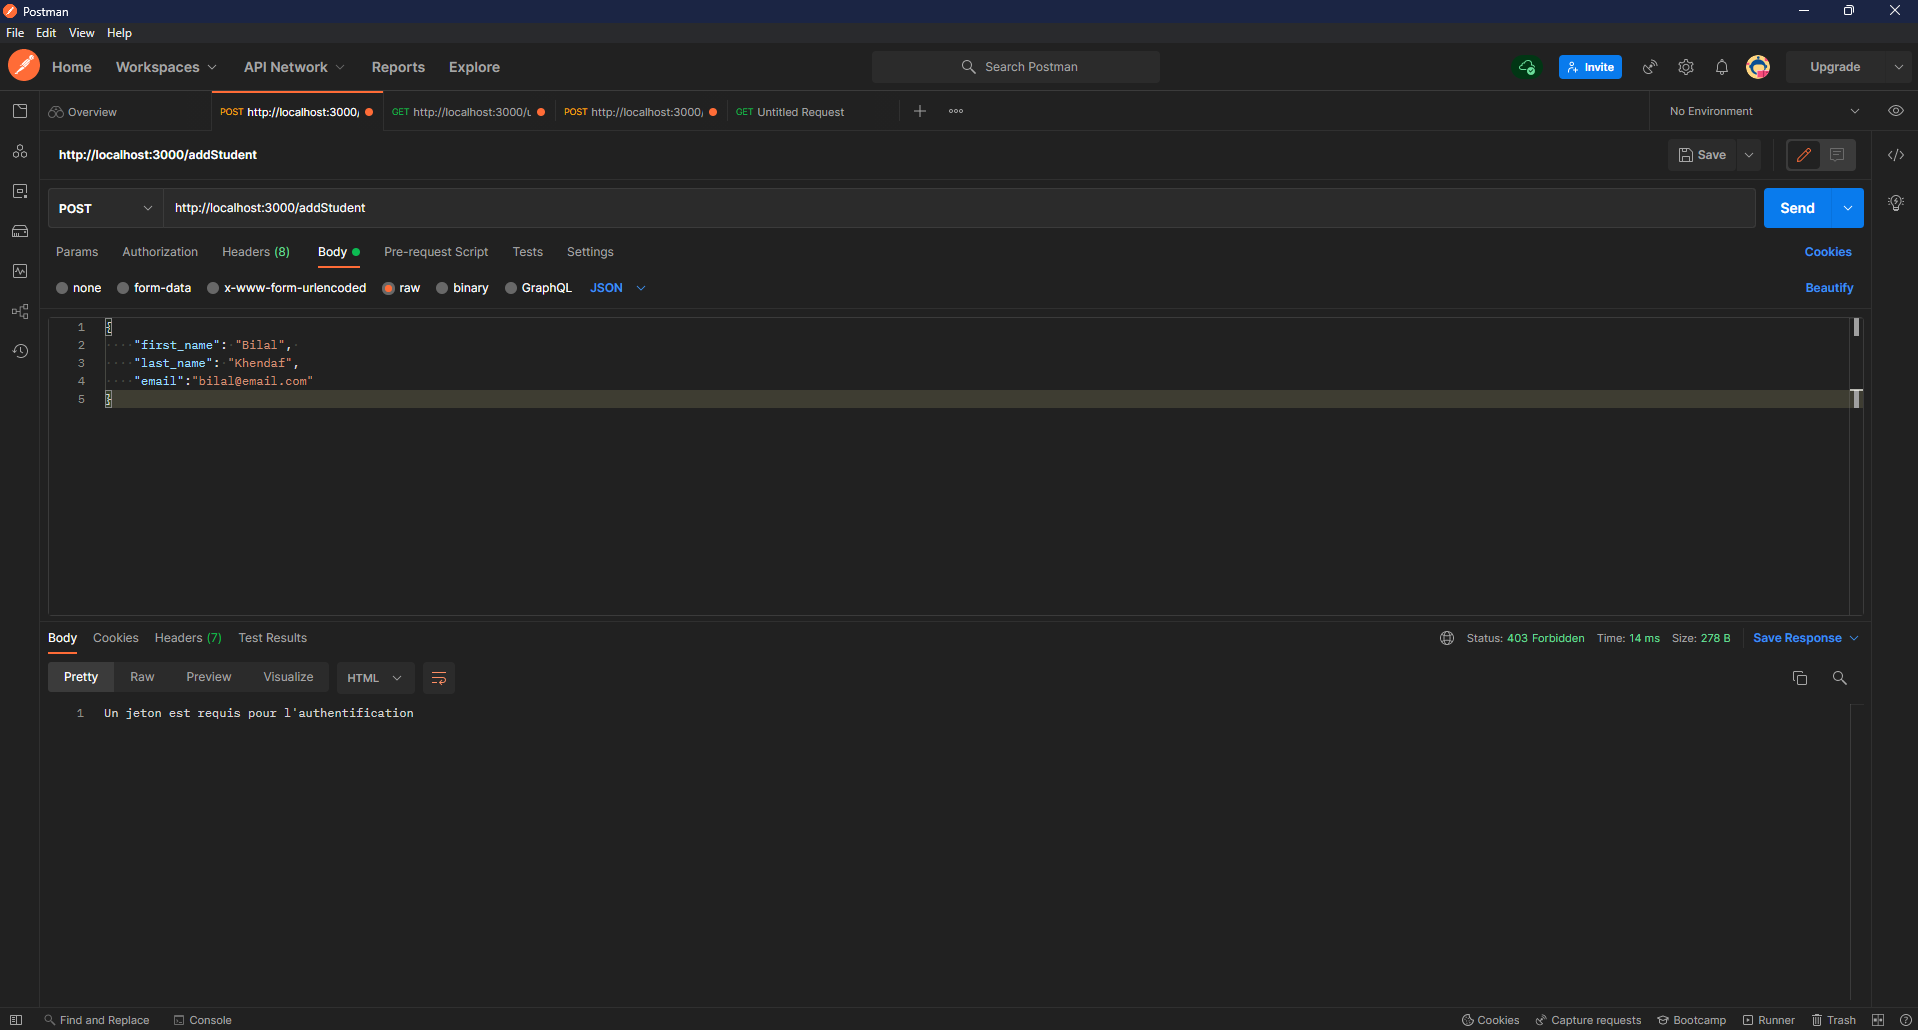 Postman
File Edit View Help
Home Workspaces API Network Reports Explore Search Postman Invite Upgrade
Overview POST http://localhost:3000/ GET http://localhost:3000/u POST http://localhost:3000/ GET Untitled Request No Environment
http://localhost:3000/addStudent Save
POST http://localhost:3000/addStudent Send
Params Authorization Headers (8) Body Pre-request Script Tests Settings Cookies
none form-data x-www-form-urlencoded raw binary GraphQL JSON Beautify
1 {
2 "first_name": "Bilal",
3 "last_name": "Khendaf",
4 "email":"bilal@email.com"
5 }
Body Cookies Headers (7) Test Results Status: 403 Forbidden Time: 14 ms Size: 278 B Save Response
Pretty Raw Preview Visualize HTML
1 Un jeton est requis pour l'authentification
Find and Replace Console Cookies Capture requests Bootcamp Runner Trash